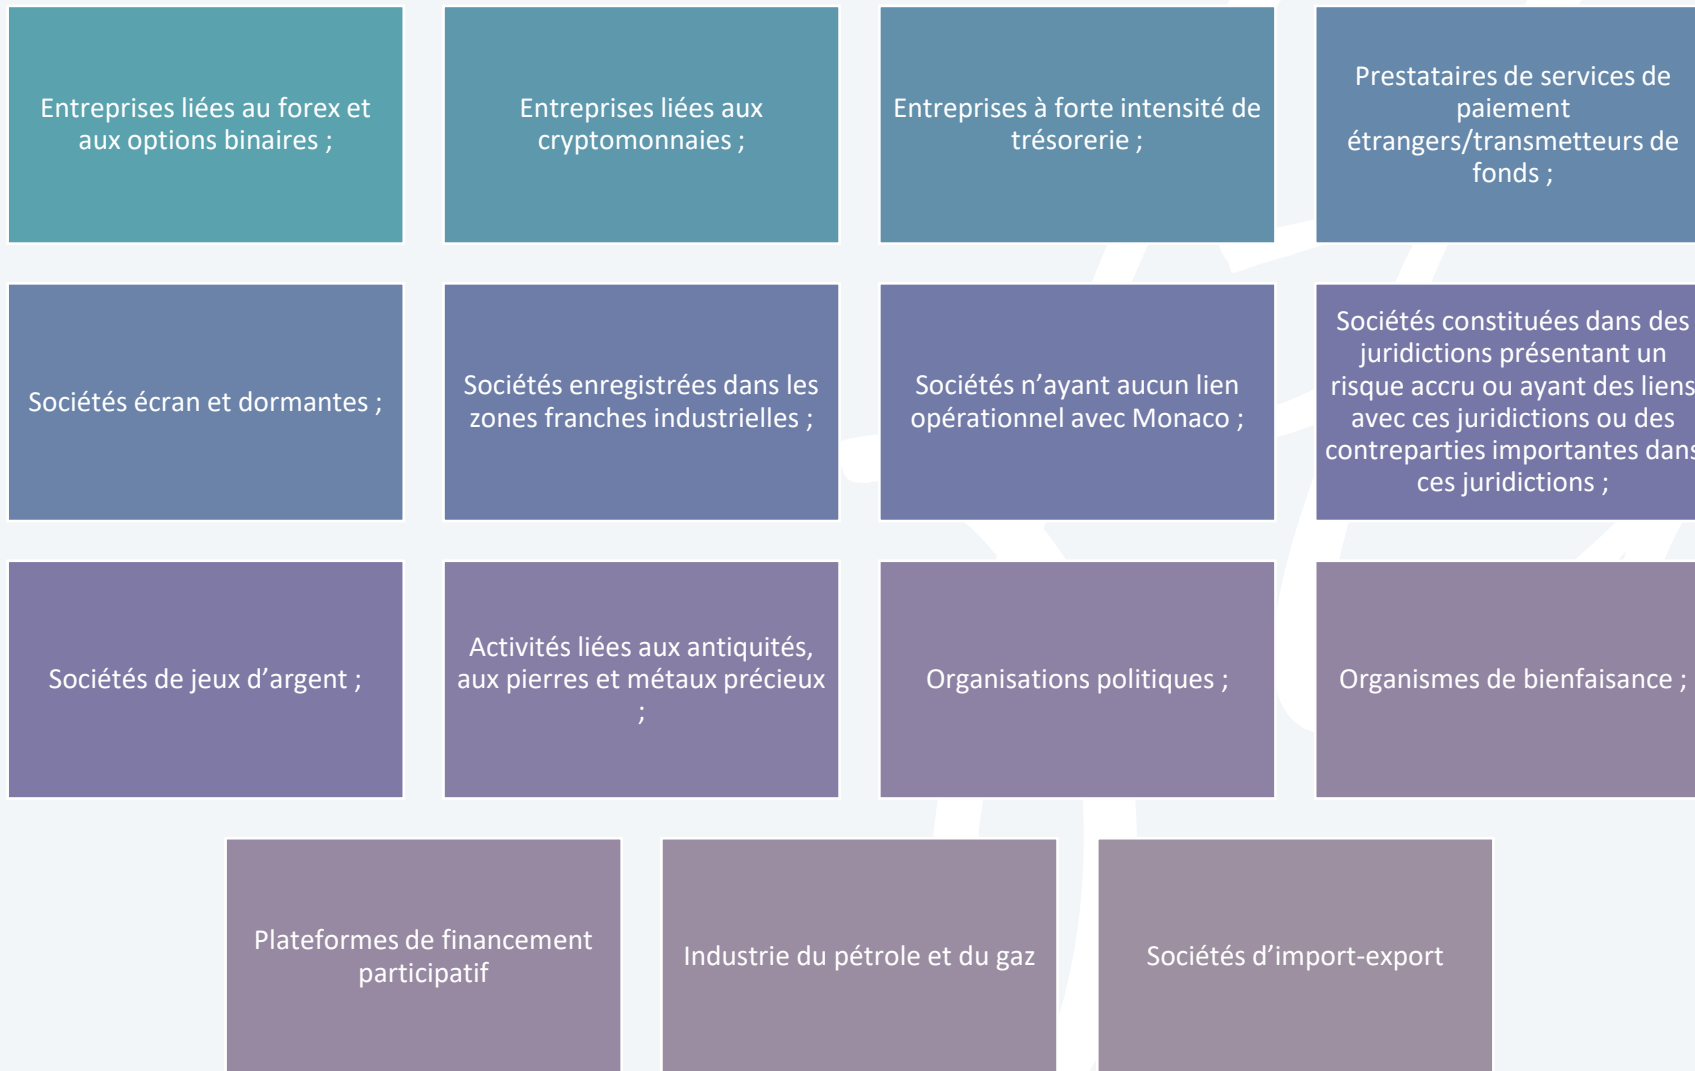 Entreprises liées au forex et
aux options binaires ;
Entreprises liées aux
cryptomonnaies ;
Entreprises à forte intensité de
trésorerie ;
Prestataires de services de
paiement
étrangers/transmetteurs de
fonds ;
Sociétés écran et dormantes ;
Sociétés enregistrées dans les
zones franches industrielles ;
Sociétés n’ayant aucun lien
opérationnel avec Monaco ;
Sociétés constituées dans des
juridictions présentant un
risque accru ou ayant des liens
avec ces juridictions ou des
contreparties importantes dans
ces juridictions ;
Sociétés de jeux d’argent ;
Activités liées aux antiquités,
aux pierres et métaux précieux
;
Organisations politiques ;
Organismes de bienfaisance ;
Plateformes de financement
participatif
Industrie du pétrole et du gaz
Sociétés d’import-export